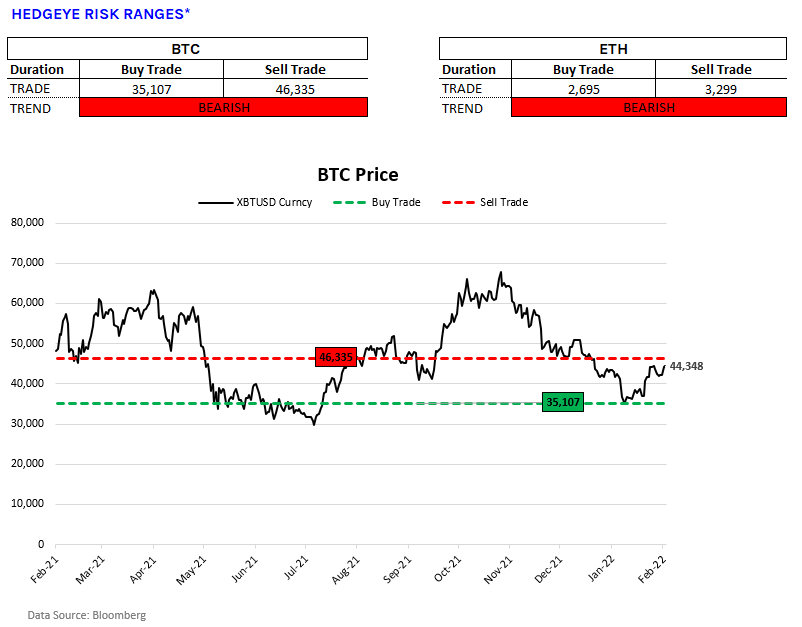 HEDGEYE RISK RANGES*
BTC
Duration Buy Trade Sell Trade
TRADE 35,107 46,335
TREND BEARISH
ETH
Duration Buy Trade Sell Trade
TRADE 2,695 3,299
TREND BEARISH
BTC Price
XBTUSD Curncy Buy Trade Sell Trade
80,000
70,000
60,000
50,000
40,000
30,000
20,000
10,000
0
46,335
44,348
35,107
Feb-21 Mar-21 Apr-21 May-21 Jun-21 Jul-21 Aug-21 Sep-21 Oct-21 Nov-21 Dec-21 Jan-22 Feb-22
Data Source: Bloomberg